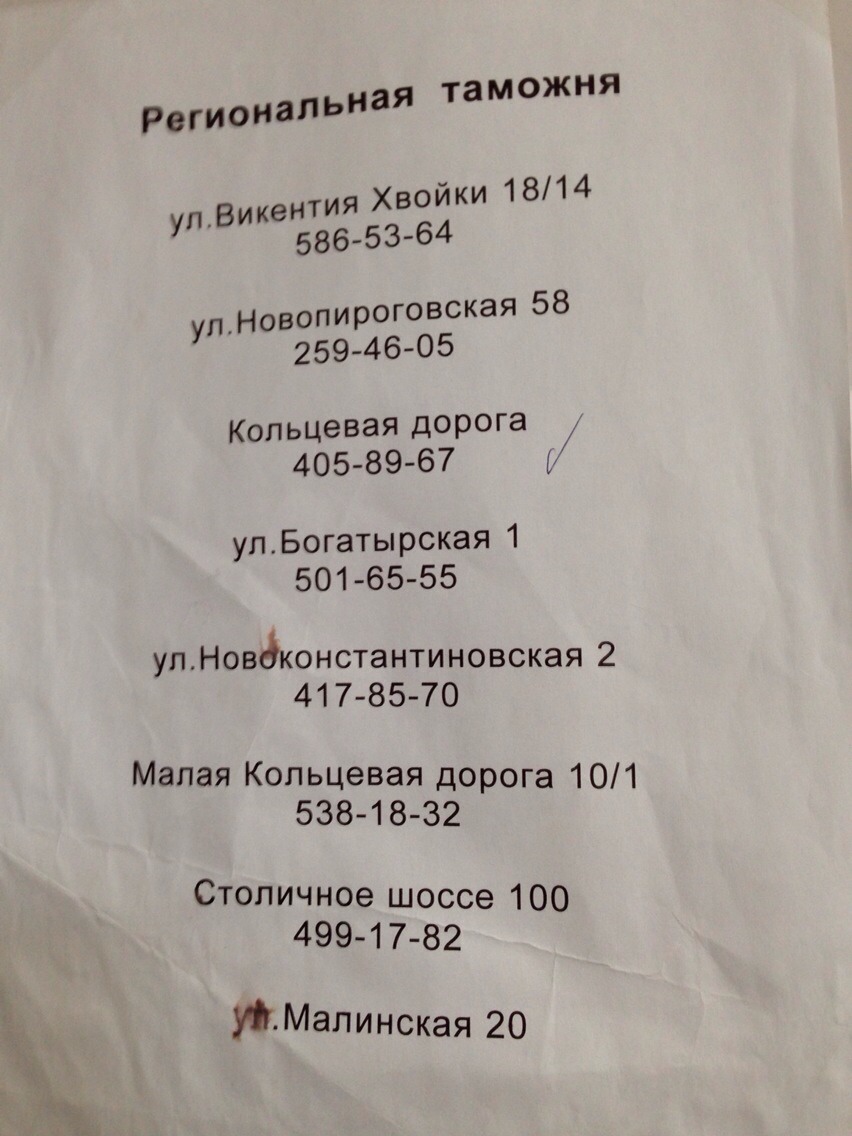 Региональная таможня
ул.Викентия Хвойки 18/14
586-53-64
ул.Новопироговская 58
259-46-05
Кольцевая дорога
405-89-67
ул.Богатырская 1
501-65-55
ул.Новоконстантиновская 2
417-85-70
Малая Кольцевая дорога 10/1
538-18-32
Столичное шоссе 100
499-17-82
ул.Малинская 20